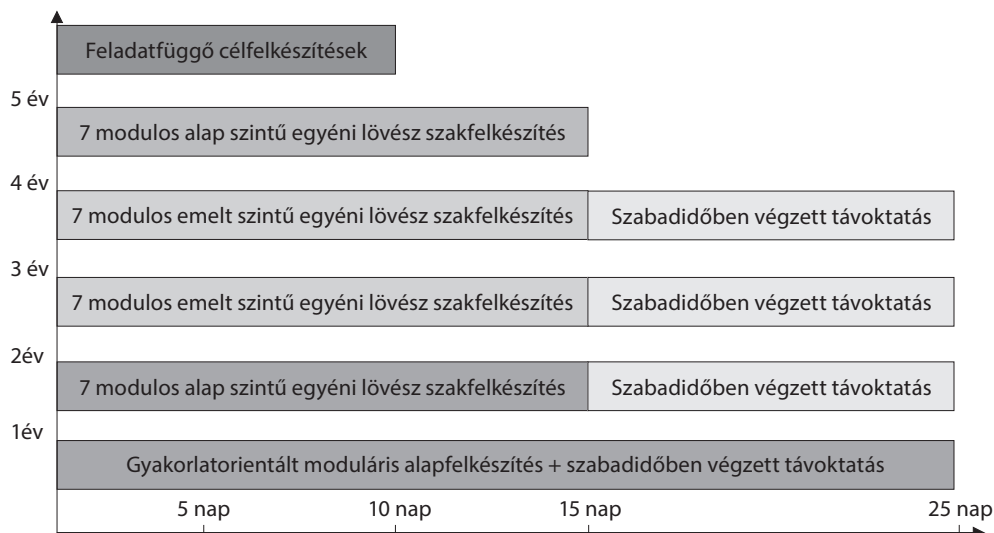 Feladatfüggő célfelkészítések
5 év
7 modulos alap szintű egyéni lövész szakfelkészítés
4 év
7 modulos emelt szintű egyéni lövész szakfelkészítés Szabadidőben végzett távoktatás
3 év
7 modulos emelt szintű egyéni lövész szakfelkészítés Szabadidőben végzett távoktatás
2év
7 modulos alap szintű egyéni lövész szakfelkészítés Szabadidőben végzett távoktatás
1év
Gyakorlatorientált moduláris alapfelkészítés + szabadidőben végzett távoktatás
5 nap 10 nap 15 nap 25 nap